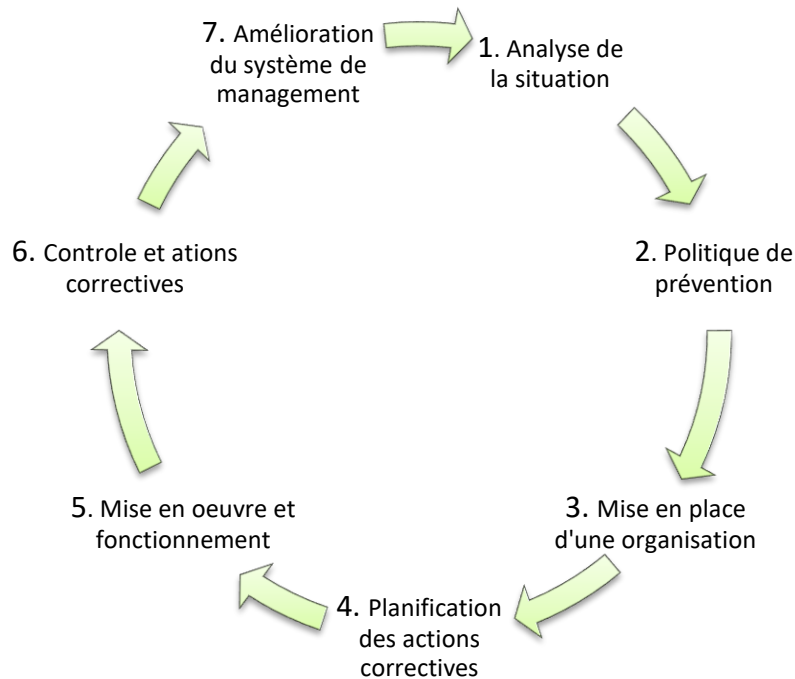 1. Analyse de
la situation
2. Politique de
prévention
3. Mise en place
d'une organisation
4. Planification
des actions
correctives
5. Mise en oeuvre et
fonctionnement
6. Controle et ations
correctives
7. Amélioration
du système de
management